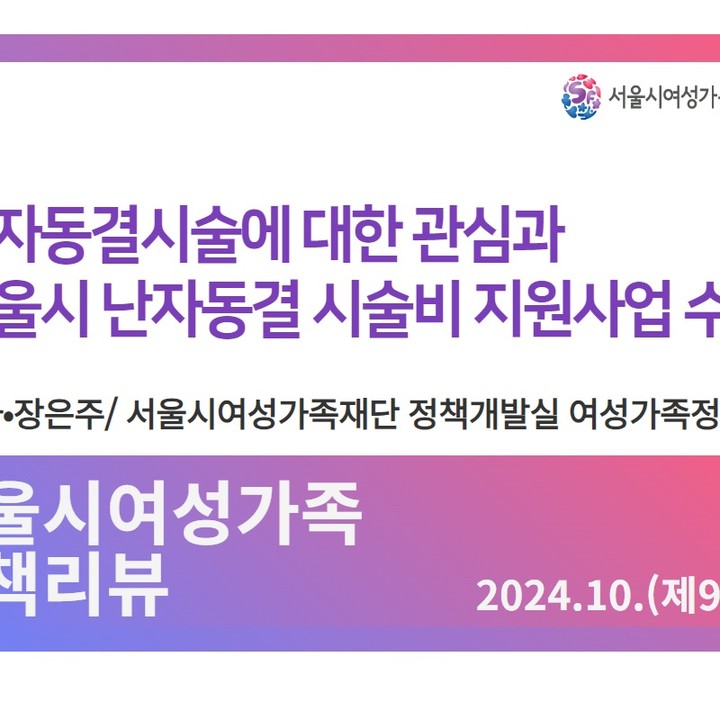 서울시여성가족
자동결시술에 대한 관심과
울시 난자동결 시술비 지원사업 수
•장은주/ 서울시여성가족재단 정책개발실 여성가족정
울시여성가족
책리뷰
2024.10.(제9